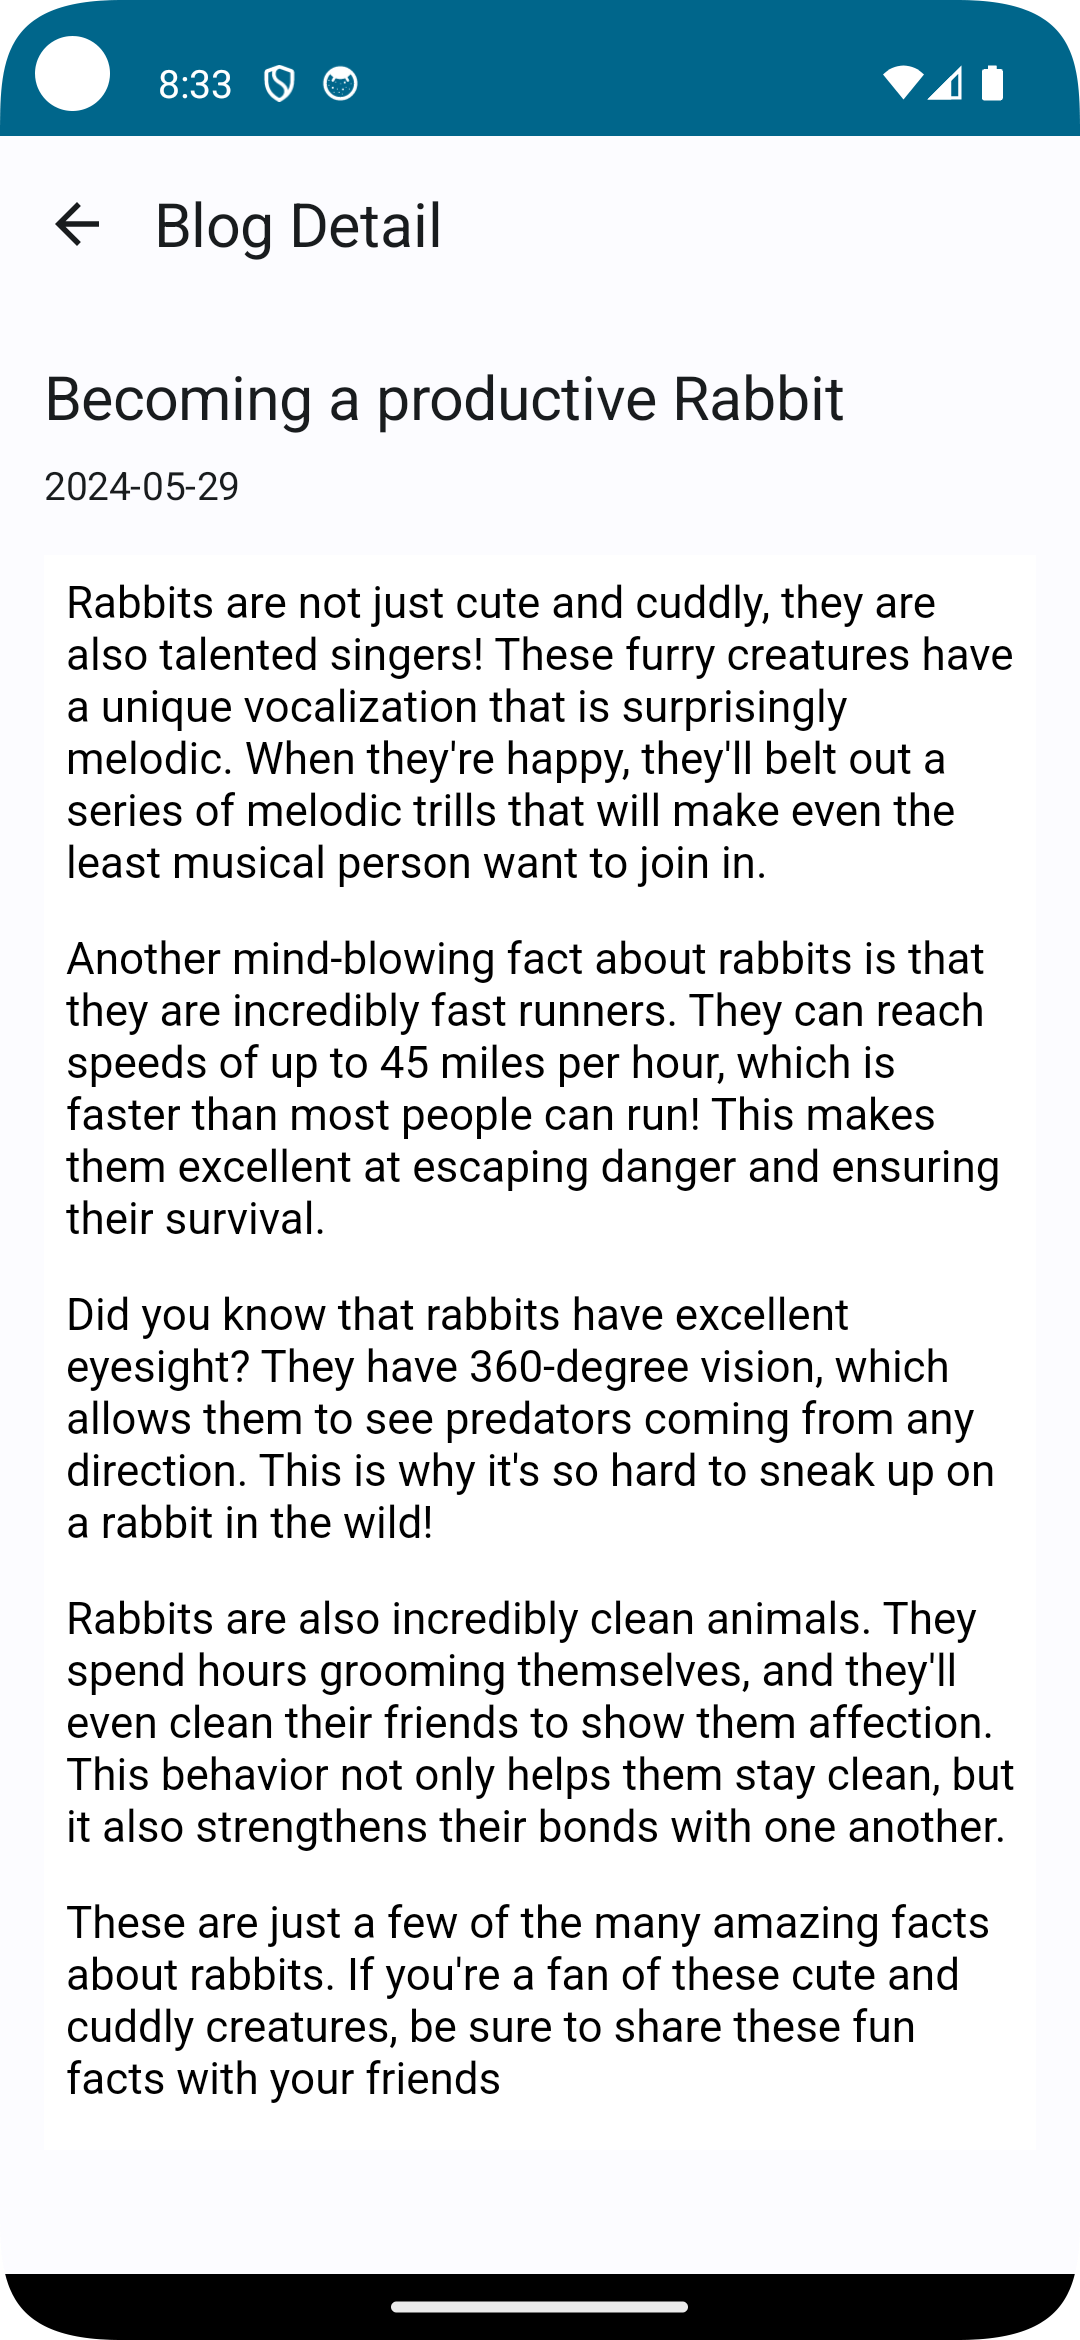 8:33
Blog Detail
Becoming a productive Rabbit
2024-05-29
Rabbits are not just cute and cuddly, they are
also talented singers! These furry creatures have
a unique vocalization that is surprisingly
melodic. When they're happy, they'll belt out a
series of melodic trills that will make even the
least musical person want to join in.
Another mind-blowing fact about rabbits is that
they are incredibly fast runners. They can reach
speeds of up to 45 miles per hour, which is
faster than most people can run! This makes
them excellent at escaping danger and ensuring
their survival.
Did you know that rabbits have excellent
eyesight? They have 360-degree vision, which
allows them to see predators coming from any
direction. This is why it's so hard to sneak up on
a rabbit in the wild!
Rabbits are also incredibly clean animals. They
spend hours grooming themselves, and they'll
even clean their friends to show them affection.
This behavior not only helps them stay clean, but
it also strengthens their bonds with one another.
These are just a few of the many amazing facts
about rabbits. If you're a fan of these cute and
cuddly creatures, be sure to share these fun
facts with your friends